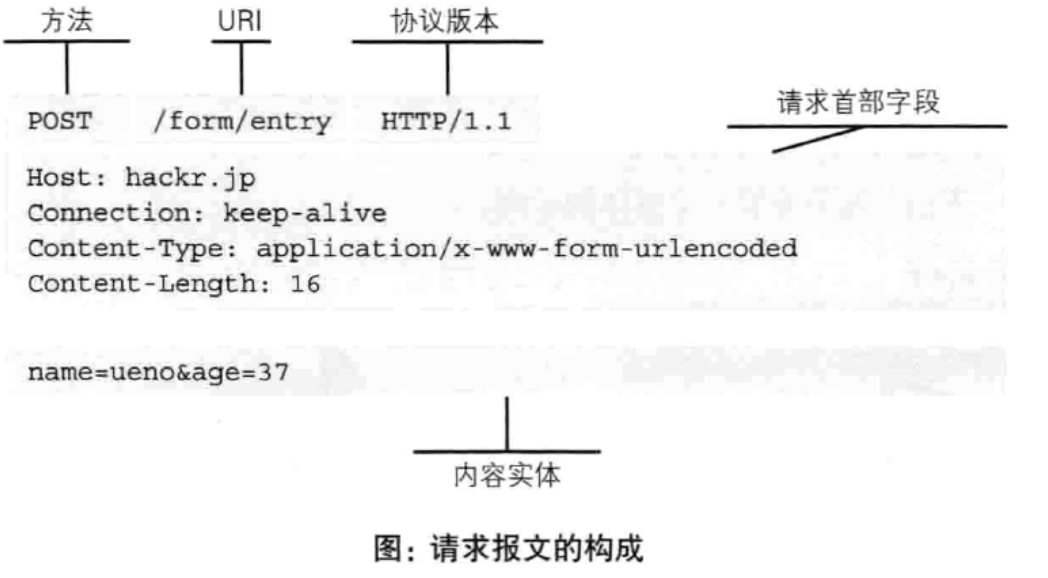 方法 URI 协议版本
请求首部字段
POST /form/entry HTTP/1.1
Host: hackr.jp
Connection: keep-alive
Content-Type: application/x-www-form-urlencoded
Content-Length: 16
name=ueno&age=37
内容实体
图：请求报文的构成